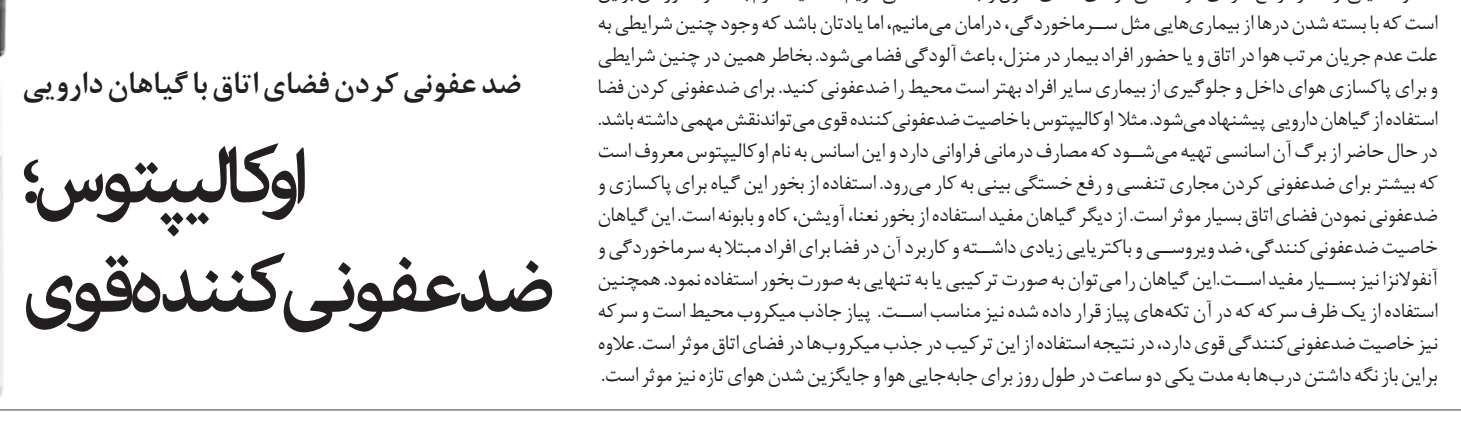 ضد عفونی کردن فضای اتاق با گیاهان دارویی
اوکالیپتوس؛
ضدعفونی‌کننده‌قوی
است که با بسته شدن درها از بیماری‌هایی مثل ســرماخوردگی، درامان می‌مانیم، اما یادتان باشد که وجود چنین شرایطی به
علت عدم جریان مرتب هوا در اتاق و یا حضور افراد بیمار در منزل، باعث آلودگی فضا می‌شود. بخاطر همین در چنین شرایطی
و برای پاکسازی هوای داخل و جلوگیری از بیماری سایر افراد بهتر است محیط را ضدعفونی کنید. برای ضدعفونی کردن فضا
استفاده از گیاهان دارویی پیشنهاد می‌شود. مثلا اوکالیپتوس با خاصیت ضدعفونی‌کننده قوی می‌تواندنقش مهمی داشته باشد.
در حال حاضر از برگ آن اسانسی تهیه می‌شــود که مصارف درمانی فراوانی دارد و این اسانس به نام اوکالیپتوس معروف است
که بیشتر برای ضدعفونی کردن مجاری تنفسی و رفع خستگی بینی به کار می‌رود. استفاده از بخور این گیاه برای پاکسازی و
ضدعفونی نمودن فضای اتاق بسیار موثر است. از دیگر گیاهان مفید استفاده از بخور نعنا، آویشن، کاه و بابونه است. این گیاهان
خاصیت ضدعفونی‌کنندگی، ضد ویروســی و باکتریایی زیادی داشــته و کاربرد آن در فضا برای افراد مبتلا به سرماخوردگی و
آنفولانزا نیز بســیار مفید اســت.این گیاهان را می‌توان به صورت ترکیبی یا به تنهایی به صورت بخور استفاده نمود. همچنین
استفاده از یک ظرف سرکه که در آن تکه‌های پیاز قرار داده شده نیز مناسب اســت. پیاز جاذب میکروب محیط است و سرکه
نیز خاصیت ضدعفونی‌کنندگی قوی دارد، در نتیجه استفاده از این ترکیب در جذب میکروب‌ها در فضای اتاق موثر است. علاوه
براین باز نگه داشتن درب‌ها به مدت یکی دو ساعت در طول روز برای جابه‌جایی هوا و جایگزین شدن هوای تازه نیز موثر است.